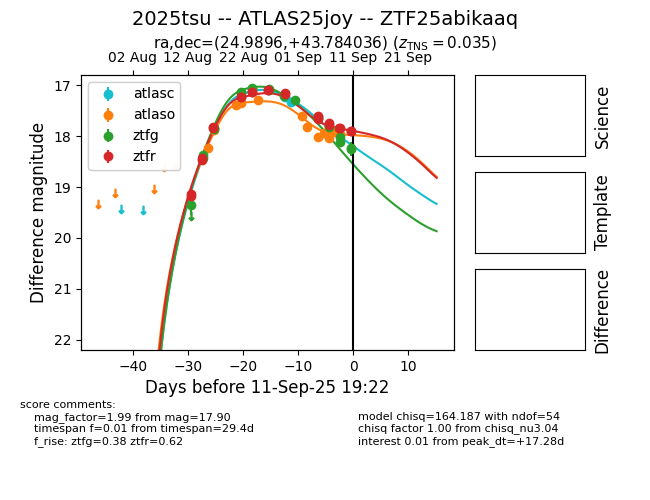 2025tsu -- ATLAS25joy -- ZTF25abikaaq
ra,dec=(24.9896,+43.784036) (z_TNS = 0.035)
02 Aug 12 Aug 22 Aug 01 Sep 11 Sep 21 Sep
17
18
19
20
21
22
Difference magnitude
atlasc
atlaso
ztfg
ztfr
−40 −30 −20 −10 0 10
Days before 11-Sep-25 19:22
Science
Template
Difference
score comments:
mag_factor=1.99 from mag=17.90
timespan f=0.01 from timespan=29.4d
f_rise: ztfg=0.38 ztfr=0.62
model chisq=164.187 with ndof=54
chisq factor 1.00 from chisq_nu3.04
interest 0.01 from peak_dt=+17.28d